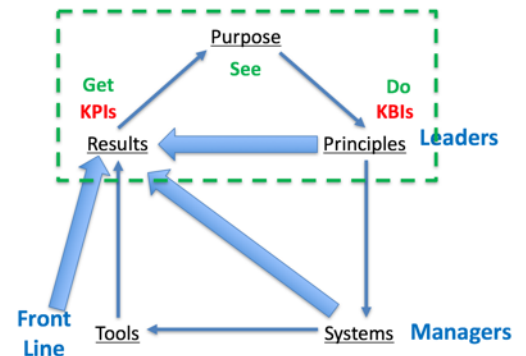 Purpose
Get
See
Do
KPIs
KBIs
Results
Principles
Leaders
Front
Line
Tools
Systems
Managers